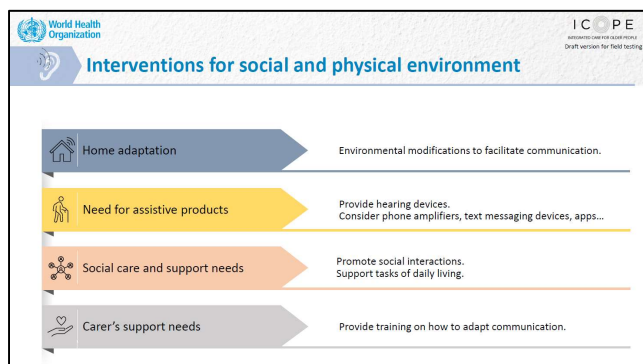 World Health
Organization
ICOPE
INTEGRATED CARE FOR OLDER PEOPLE
Draft version for field testing
Interventions for social and physical environment
Home adaptation
Environmental modifications to facilitate communication.
Need for assistive products
Provide hearing devices.
Consider phone amplifiers, text messaging devices, apps...
Social care and support needs
Promote social interactions.
Support tasks of daily living.
Carer's support needs
Provide training on how to adapt communication.